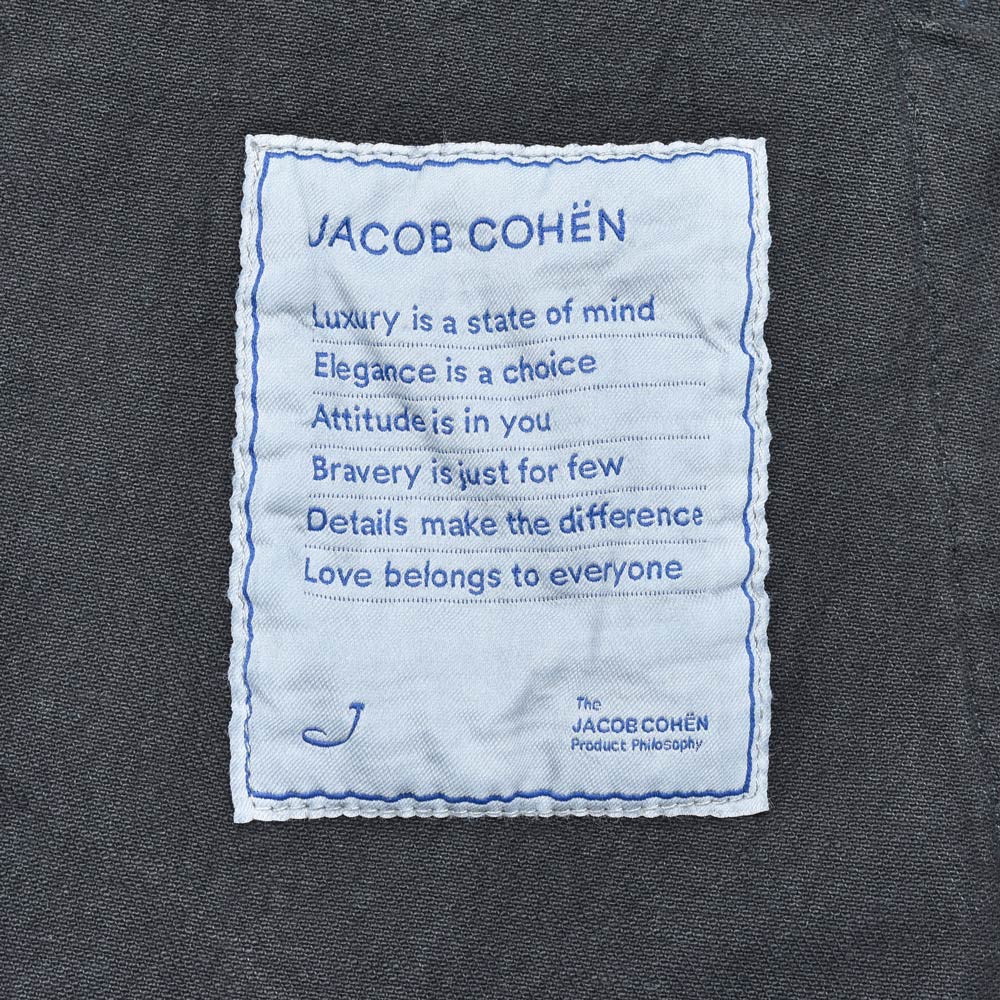 JACOB COHËN
Luxury is a state of mind
Elegance is a choice
Attitude is in you
Bravery is just for few
Details make the difference
Love belongs to everyone
J
The
JACOB COHËN
Product Philosophy